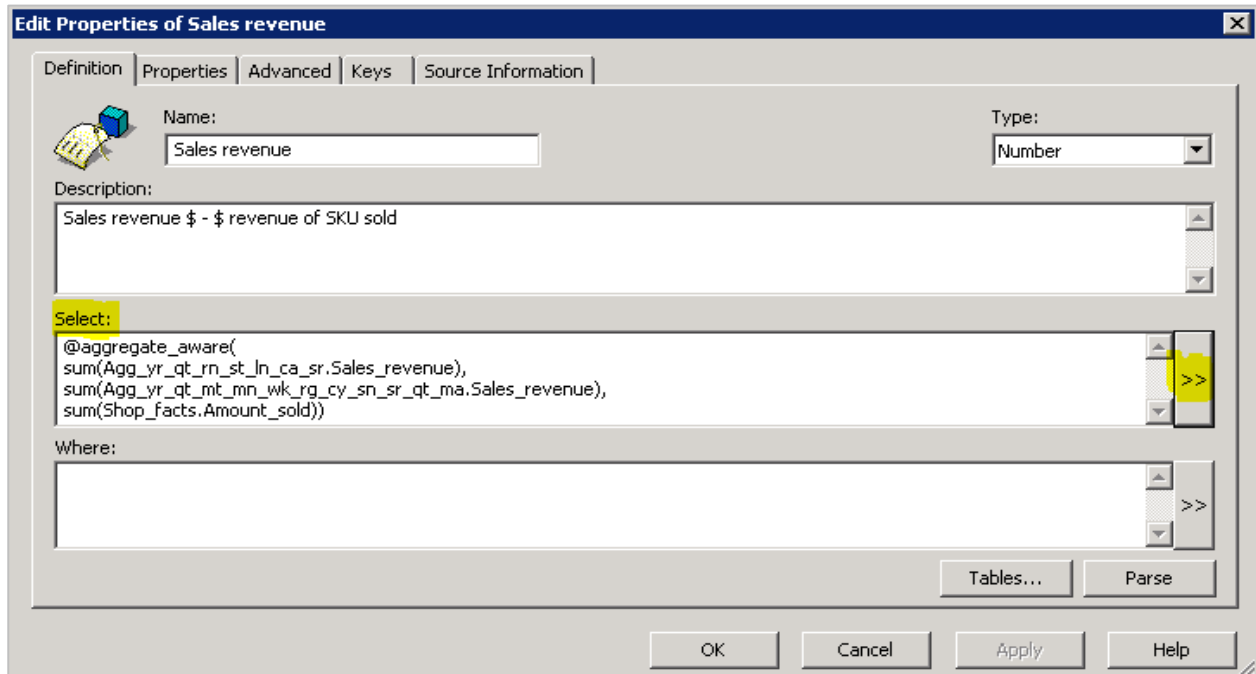 Edit Properties of Sales revenue
Definition Properties Advanced Keys Source Information
Name: Type:
Sales revenue Number
Description:
Sales revenue $ - $ revenue of SKU sold
Select:
@aggregate_aware(
sum(Agg_yr_qt_rn_st_ln_ca_sr.Sales_revenue),
sum(Agg_yr_qt_mt_mn_wk_rg_cy_sn_sr_qt_ma.Sales_revenue),
sum(Shop_facts.Amount_sold))
>>
Where:
>>
Tables... Parse
OK Cancel Apply Help